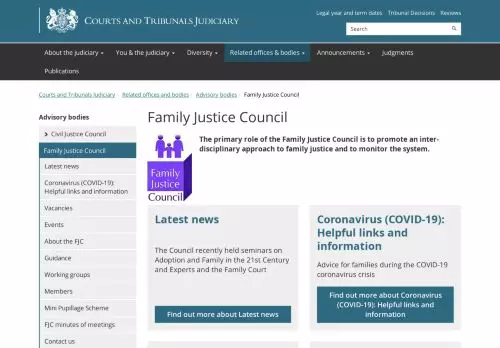 Legal year and term dates Tribunal Decisions Reviews
COURTS AND TRIBUNALS JUDICIARY
Search
About the judiciary You & the judiciary Diversity Related offices & bodies Announcements Judgments
Publications
Courts and Tribunals Judiciary Related offices and bodies Advisory bodies Family Justice Council
Advisory bodies
Civil Justice Council
Family Justice Council
Latest news
Coronavirus (COVID-19):
Helpful links and information
Vacancies
Events
About the FJC
Guidance
Working groups
Members
Mini Pupillage Scheme
FJC minutes of meetings
Contact us
Family Justice Council
The primary role of the Family Justice Council is to promote an inter-
disciplinary approach to family justice and to monitor the system.
Family
Justice
Council
Latest news
The Council recently held seminars on
Adoption and Family in the 21st Century
and Experts and the Family Court
Find out more about Latest news
Coronavirus (COVID-19):
Helpful links and
information
Advice for families during the COVID-19
coronavirus crisis
Find out more about Coronavirus
(COVID-19): Helpful links and
information